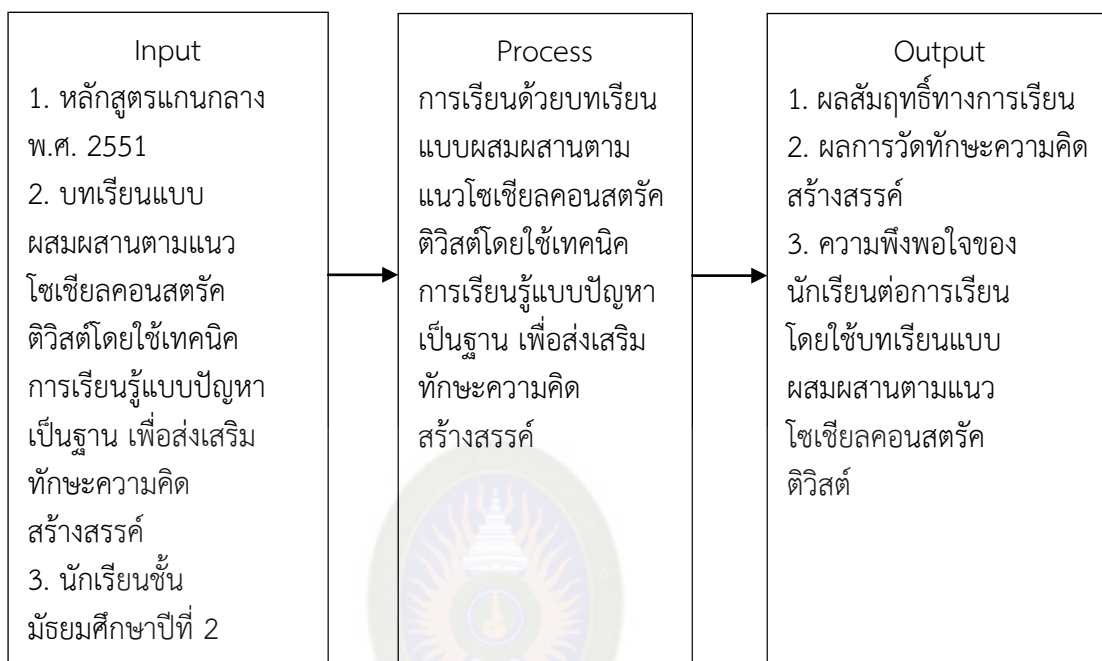 Input
1. หลักสูตรแกนกลาง
พ.ศ. 2551
2. บทเรียนแบบ
ผสมผสานตามแนว
โซเชียลคอนสตรัค
ติวิสต์โดยใช้เทคนิค
การเรียนรู้แบบปัญหา
เป็นฐาน เพื่อส่งเสริม
ทักษะความคิด
สร้างสรรค์
3. นักเรียนชั้น
มัธยมศึกษาปีที่ 2
Process
การเรียนด้วยบทเรียน
แบบผสมผสานตาม
แนวโซเชียลคอนสตรัค
ติวิสต์โดยใช้เทคนิค
การเรียนรู้แบบปัญหา
เป็นฐาน เพื่อส่งเสริม
ทักษะความคิด
สร้างสรรค์
Output
1. ผลสัมฤทธิ์ทางการเรียน
2. ผลการวัดทักษะความคิด
สร้างสรรค์
3. ความพึงพอใจของ
นักเรียนต่อการเรียน
โดยใช้บทเรียนแบบ
ผสมผสานตามแนว
โซเชียลคอนสตรัค
ติวิสต์